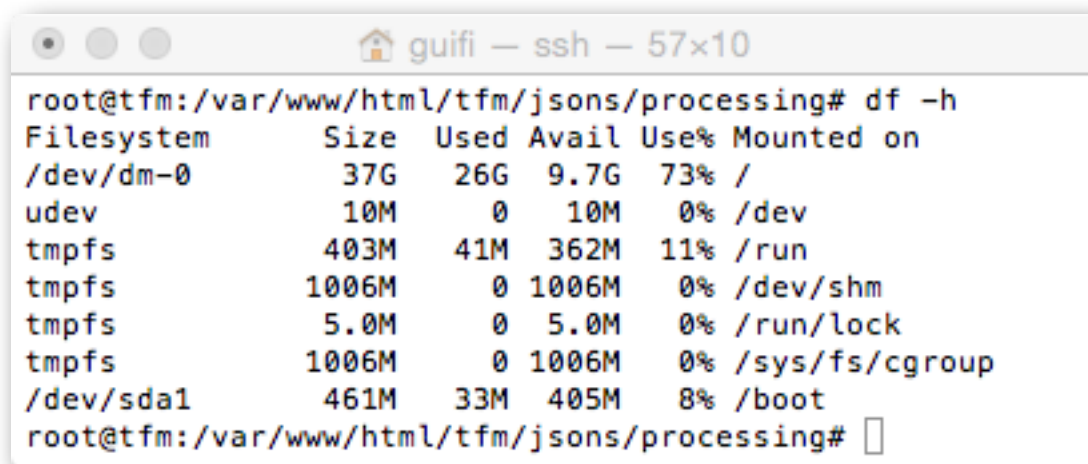 guifi — ssh — 57×10
root@tfm:/var/www/html/tfm/jsons/processing# df -h
Filesystem      Size  Used Avail Use% Mounted on
/dev/dm-0        37G   26G  9.7G  73% /
udev             10M     0   10M   0% /dev
tmpfs           403M   41M  362M  11% /run
tmpfs          1006M     0 1006M   0% /dev/shm
tmpfs           5.0M     0  5.0M   0% /run/lock
tmpfs          1006M     0 1006M   0% /sys/fs/cgroup
/dev/sda1       461M   33M  405M   8% /boot
root@tfm:/var/www/html/tfm/jsons/processing#